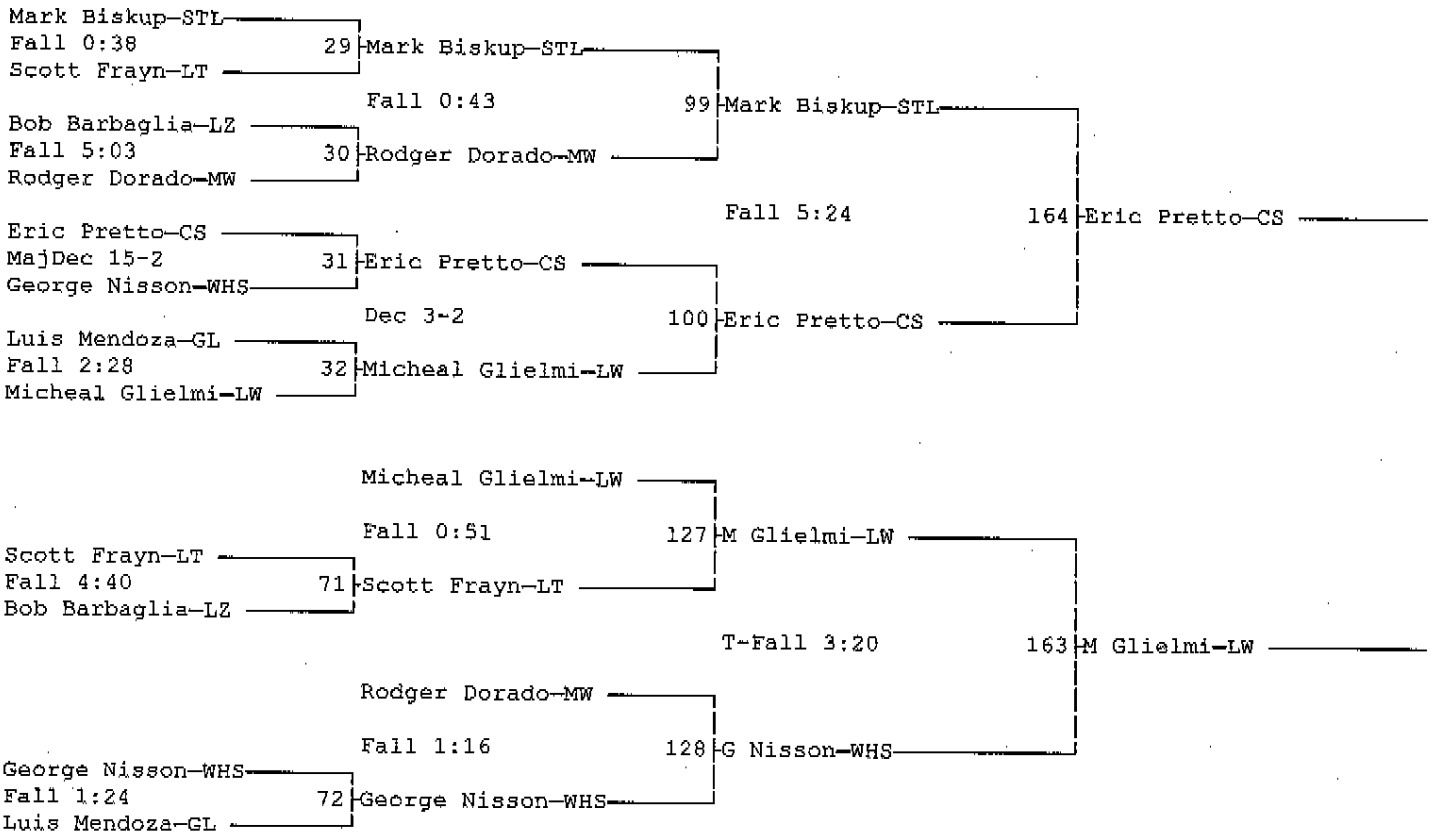 Mark Biskup-STL
Fall 0:38
29 Mark Biskup-STL
Scott Frayn-LT
Fall 0:43
99 Mark Biskup-STL
Bob Barbaglia-LZ
Fall 5:03
30 Rodger Dorado-MW
Rodger Dorado-MW
Fall 5:24
164 Eric Pretto-CS
Eric Pretto-CS
MajDec 15-2
31 Eric Pretto-CS
George Nisson-WHS
Dec 3-2
100 Eric Pretto-CS
Luis Mendoza-GL
Fall 2:28
32 Micheal Glielmi-LW
Micheal Glielmi-LW
Micheal Glielmi-LW
Fall 0:51
127 M Glielmi-LW
Scott Frayn-LT
Fall 4:40
71 Scott Frayn-LT
Bob Barbaglia-LZ
T-Fall 3:20
163 M Glielmi-LW
Rodger Dorado-MW
Fall 1:16
128 G Nisson-WHS
George Nisson-WHS
Fall 1:24
72 George Nisson-WHS
Luis Mendoza-GL